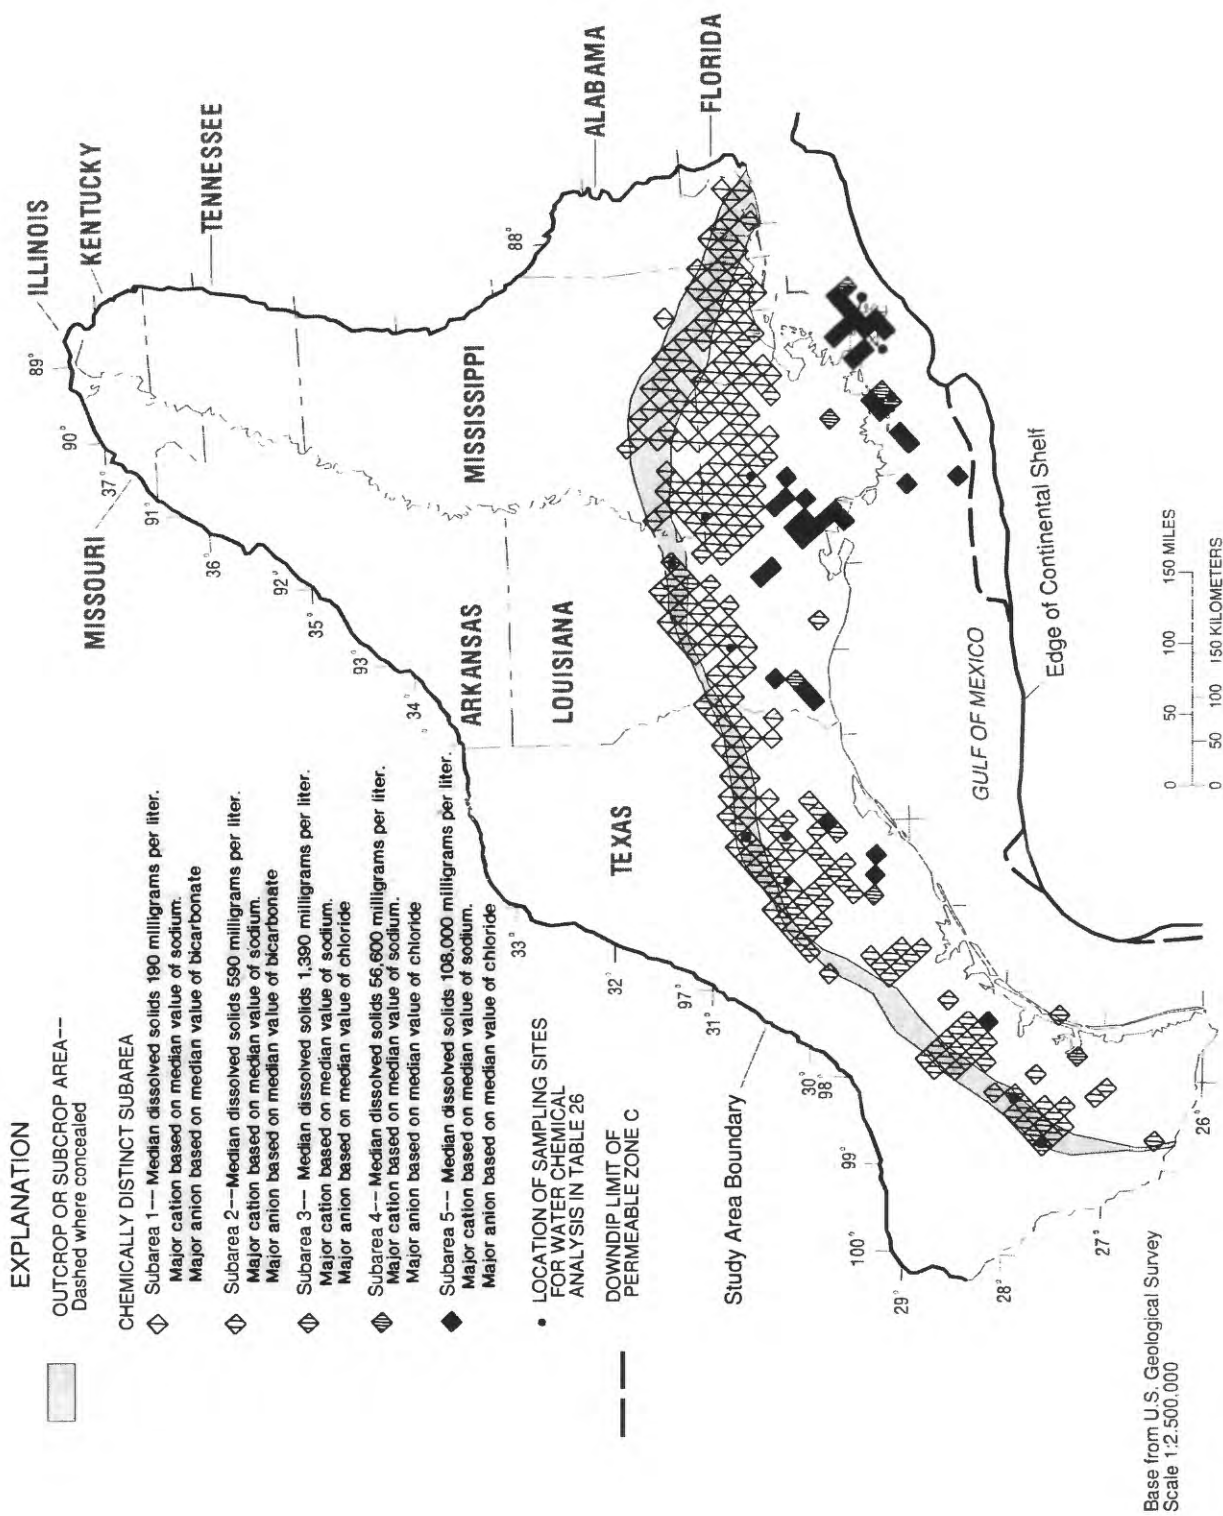 EXPLANATION
OUTCROP OR SUBCROP AREA--
Dashed where concealed
CHEMICALLY DISTINCT SUBAREA
Subarea 1-- Median dissolved solids 190 milligrams per liter.
Major cation based on median value of sodium.
Major anion based on median value of bicarbonate
Subarea 2--Median dissolved solids 590 milligrams per liter.
Major cation based on median value of sodium.
Major anion based on median value of bicarbonate
Subarea 3-- Median dissolved solids 1,390 milligrams per liter.
Major cation based on median value of sodium.
Major anion based on median value of chloride
Subarea 4-- Median dissolved solids 56,600 milligrams per liter.
Major cation based on median value of sodium.
Major anion based on median value of chloride
Subarea 5-- Median dissolved solids 108,000 milligrams per liter.
Major cation based on median value of sodium.
Major anion based on median value of chloride
LOCATION OF SAMPLING SITES
FOR WATER CHEMICAL
ANALYSIS IN TABLE 26
DOWNDIP LIMIT OF
PERMEABLE ZONE C
Study Area Boundary
ILLINOIS
KENTUCKY
TENNESSEE
MISSOURI
ARKANSAS
MISSISSIPPI
ALABAMA
FLORIDA
LOUISIANA
TEXAS
GULF OF MEXICO
Edge of Continental Shelf
89°
90°
37°
91°
36°
92°
35°
93°
34°
88°
33°
32°
97°
31°
30°
98°
99°
100°
29°
28°
27°
26°
0 50 100 150 MILES
0 50 100 150 KILOMETERS
Base from U.S. Geological Survey
Scale 1:2.500.000